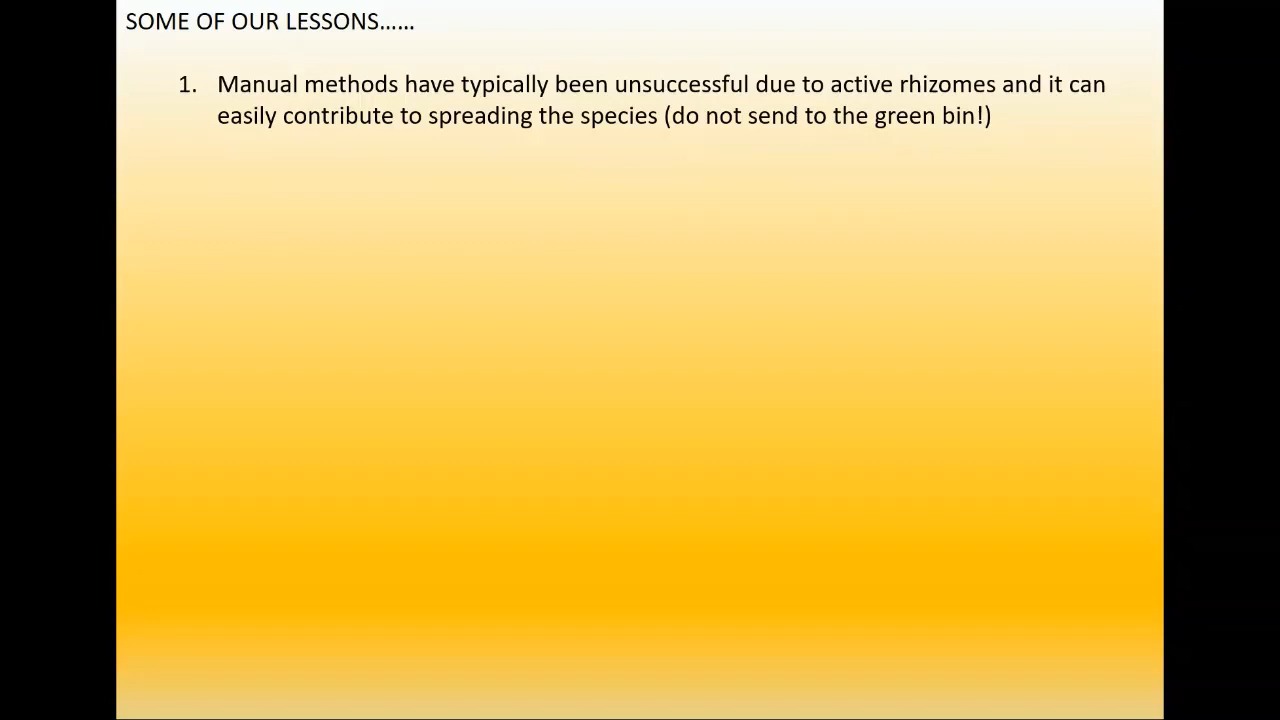 SOME OF OUR LESSONS......
1. Manual methods have typically been unsuccessful due to active rhizomes and it can
easily contribute to spreading the species (do not send to the green bin!)